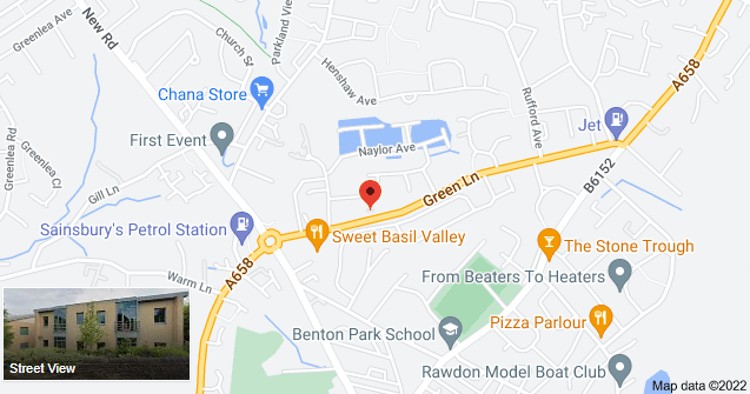 Greenlea Ave
New Rd
Church St
Parkland Vie
Henshaw Ave
Chana Store
First Event
Naylor Ave
Rufford Ave
Jet
A658
Greenlea Rd
Greenlea Cl
Gill Ln
Green Ln
B6152
Sainsbury's Petrol Station
Sweet Basil Valley
The Stone Trough
A658
Warm Ln
From Beaters To Heaters
Pizza Parlour
Benton Park School
Rawdon Model Boat Club
Street View
Map data ©2022